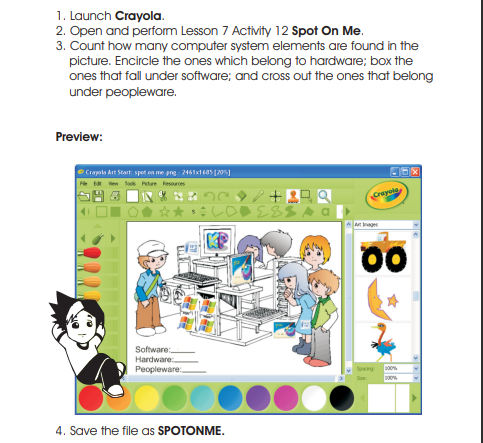 1. Launch Crayola.
2. Open and perform Lesson 7 Activity 12 Spot On Me.
3. Count how many computer system elements are found in the
picture. Encircle the ones which belong to hardware; box the
ones that fall under software; and cross out the ones that belong
under peopleware.
Preview:
Crayola Art Start: spot on me.png - 2461x1685 [20%]
File Edit View Tools Picture Resources
Crayola
Art Images
Software:
Hardware:
Peopleware:
Spacing: 100%
Size: 100%
4. Save the file as SPOTONME.